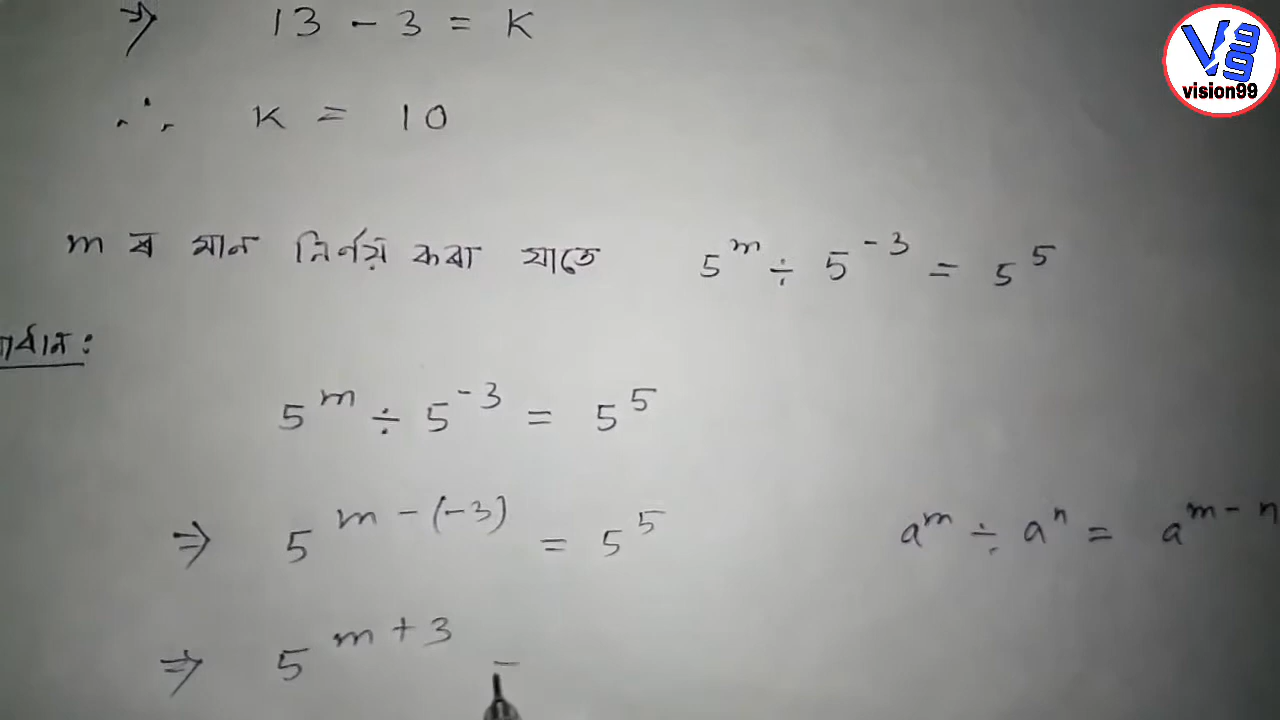 ⇒ 13 - 3 = K
vision99
∴ K = 10
m ৰ মান নিৰ্ণয় কৰা যাতে 5^m ÷ 5^-3 = 5^5
5^m ÷ 5^-3 = 5^5
⇒ 5^m - (-3) = 5^5 a^m ÷ a^n = a^m - n
⇒ 5^m + 3